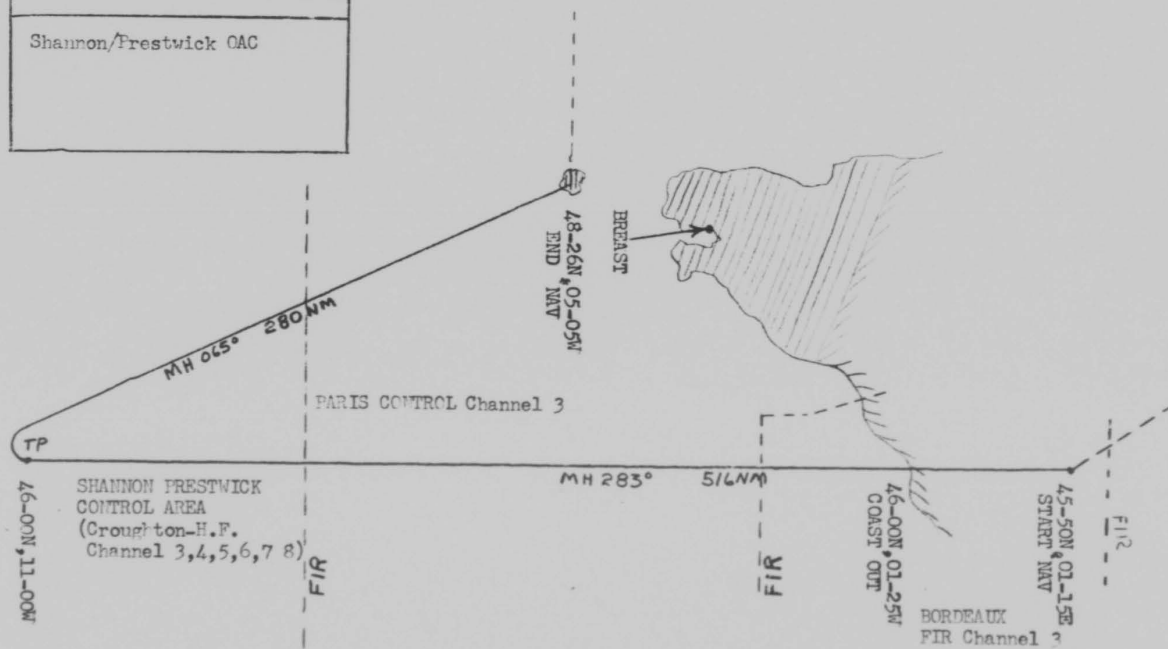 Shannon/Prestwick OAC
48-26N,05-05W
END NAV
BREAST
280 NM
MH 065°
PARIS CONTROL Channel 3
TP
MH 283° 516NM
46-00N,11-00W
SHANNON PRESTWICK
CONTROL AREA
(Croughton-H.F.
Channel 3,4,5,6,7 8)
FIR
FIR
46-00N,01-25W
COAST OUT
45-50N,01-15E
START NAV
FIR
BORDEAUX
FIR Channel 3